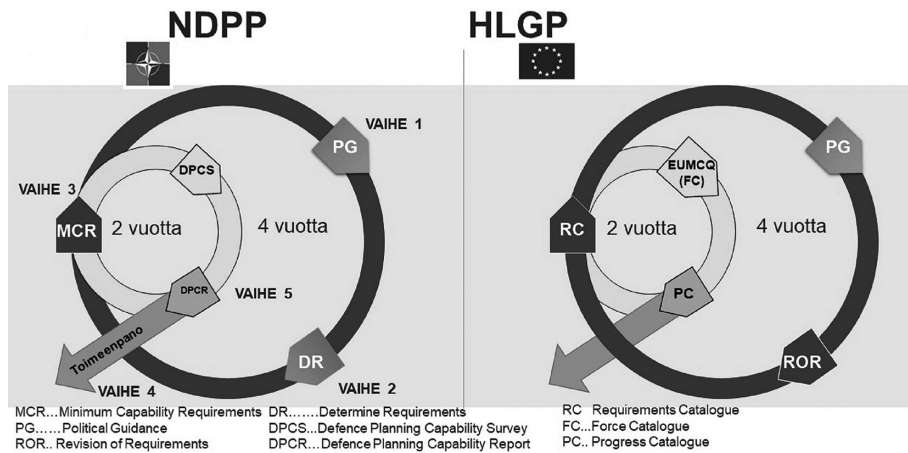 NDPP
HLGP
VAIHE 1
PG
DPCS
VAIHE 3
MCR
2 vuotta
4 vuotta
DPCR
VAIHE 5
Toimeenpano
DR
VAIHE 4
VAIHE 2
PG
EUMCQ
(FC)
RC
2 vuotta
4 vuotta
PC
ROR
MCR...Minimum Capability Requirements
PG......Political Guidance
ROR.. Revision of Requirements
DR.......Determine Requirements
DPCS...Defence Planning Capability Survey
DPCR...Defence Planning Capability Report
RC Requirements Catalogue
FC...Force Catalogue
PC.. Progress Catalogue